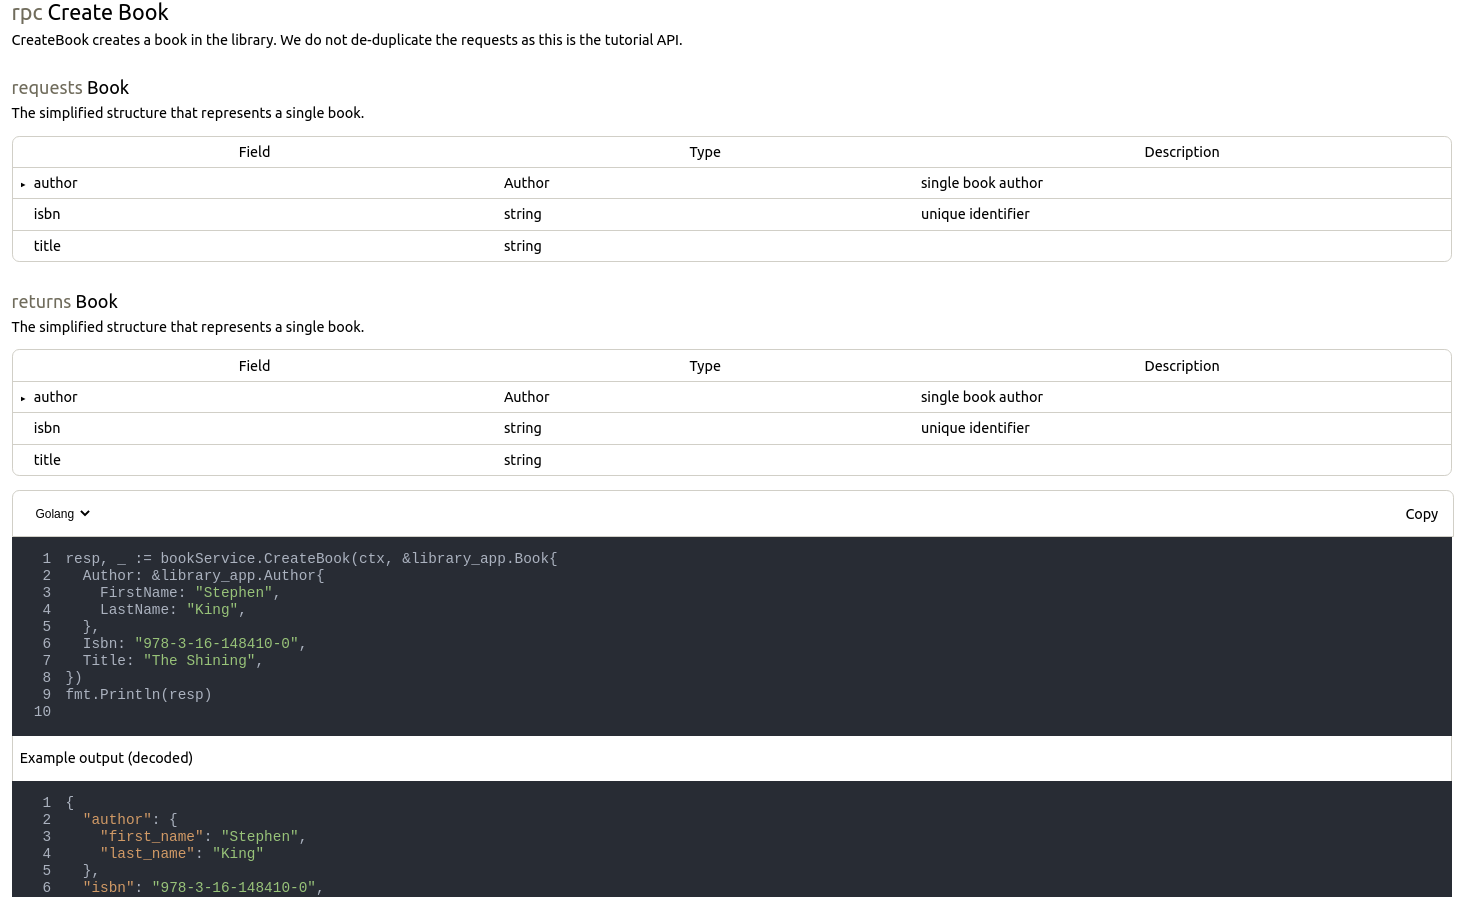 rpc Create Book
CreateBook creates a book in the library. We do not de-duplicate the requests as this is the tutorial API.
requests Book
The simplified structure that represents a single book.
Field Type Description
▸ author Author single book author
isbn string unique identifier
title string
returns Book
The simplified structure that represents a single book.
Field Type Description
▸ author Author single book author
isbn string unique identifier
title string
Golang Copy
1 resp, _ := bookService.CreateBook(ctx, &library_app.Book{
2   Author: &library_app.Author{
3     FirstName: "Stephen",
4     LastName: "King",
5   },
6   Isbn: "978-3-16-148410-0",
7   Title: "The Shining",
8 })
9 fmt.Println(resp)
10
Example output (decoded)
1 {
2   "author": {
3     "first_name": "Stephen",
4     "last_name": "King"
5   },
6   "isbn": "978-3-16-148410-0",